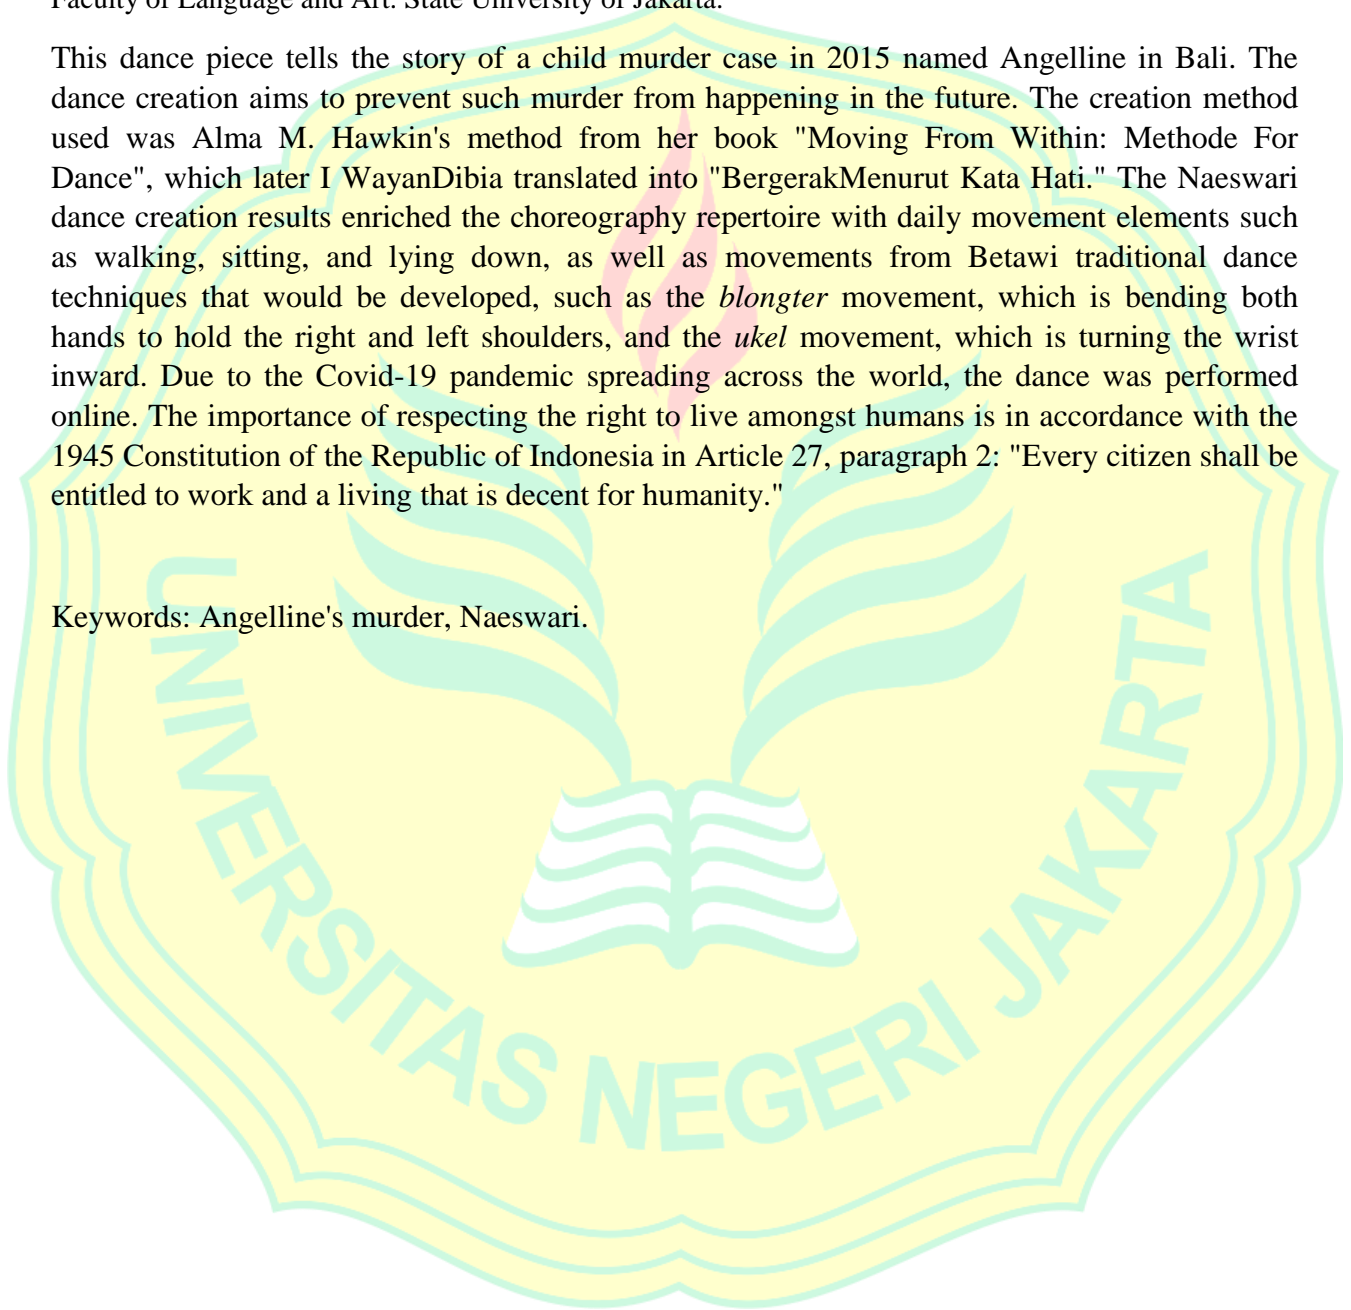 Faculty of Language and Art. State University of Jakarta.
This dance piece tells the story of a child murder case in 2015 named Angelline in Bali. The
dance creation aims to prevent such murder from happening in the future. The creation method
used was Alma M. Hawkin's method from her book "Moving From Within: Methode For
Dance", which later I WayanDibia translated into "BergerakMenurut Kata Hati." The Naeswari
dance creation results enriched the choreography repertoire with daily movement elements such
as walking, sitting, and lying down, as well as movements from Betawi traditional dance
techniques that would be developed, such as the blongter movement, which is bending both
hands to hold the right and left shoulders, and the ukel movement, which is turning the wrist
inward. Due to the Covid-19 pandemic spreading across the world, the dance was performed
online. The importance of respecting the right to live amongst humans is in accordance with the
1945 Constitution of the Republic of Indonesia in Article 27, paragraph 2: "Every citizen shall be
entitled to work and a living that is decent for humanity."
Keywords: Angelline's murder, Naeswari.
UNIVERSITAS NEGERI JAKARTA